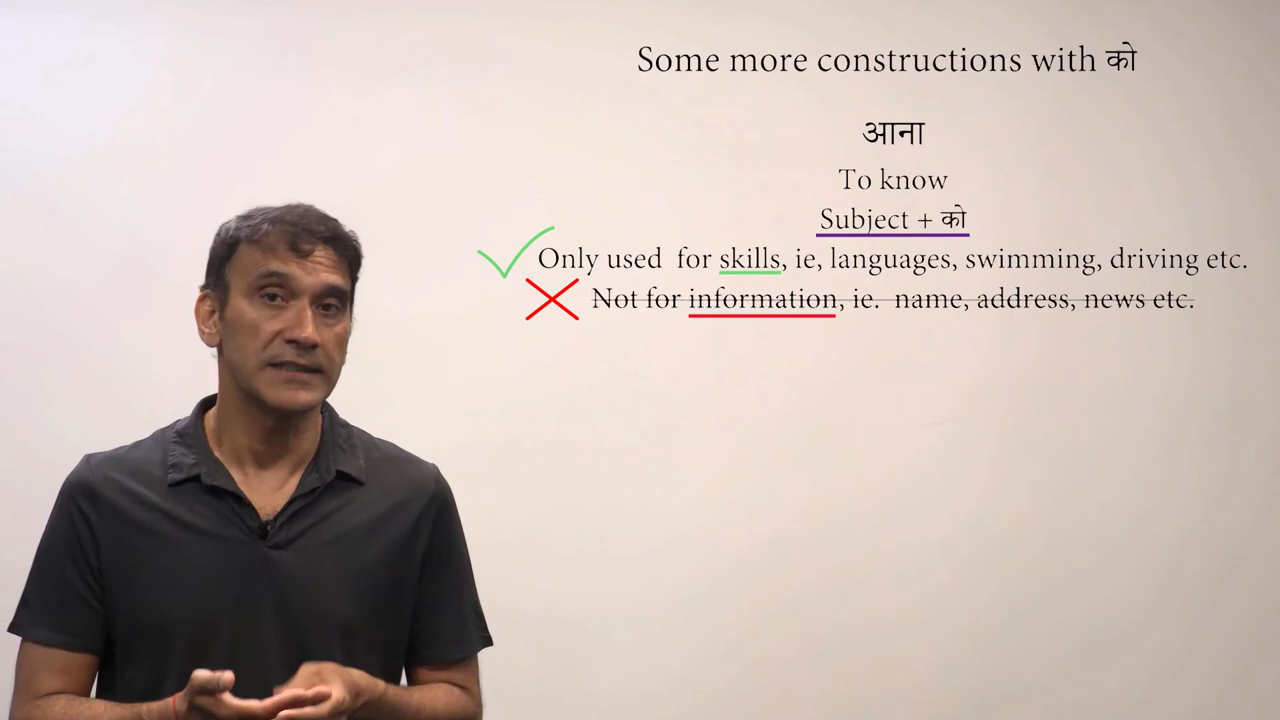 Some more constructions with को
आना
To know
Subject + को
Only used for skills, ie, languages, swimming, driving etc.
Not for information, ie. name, address, news etc.